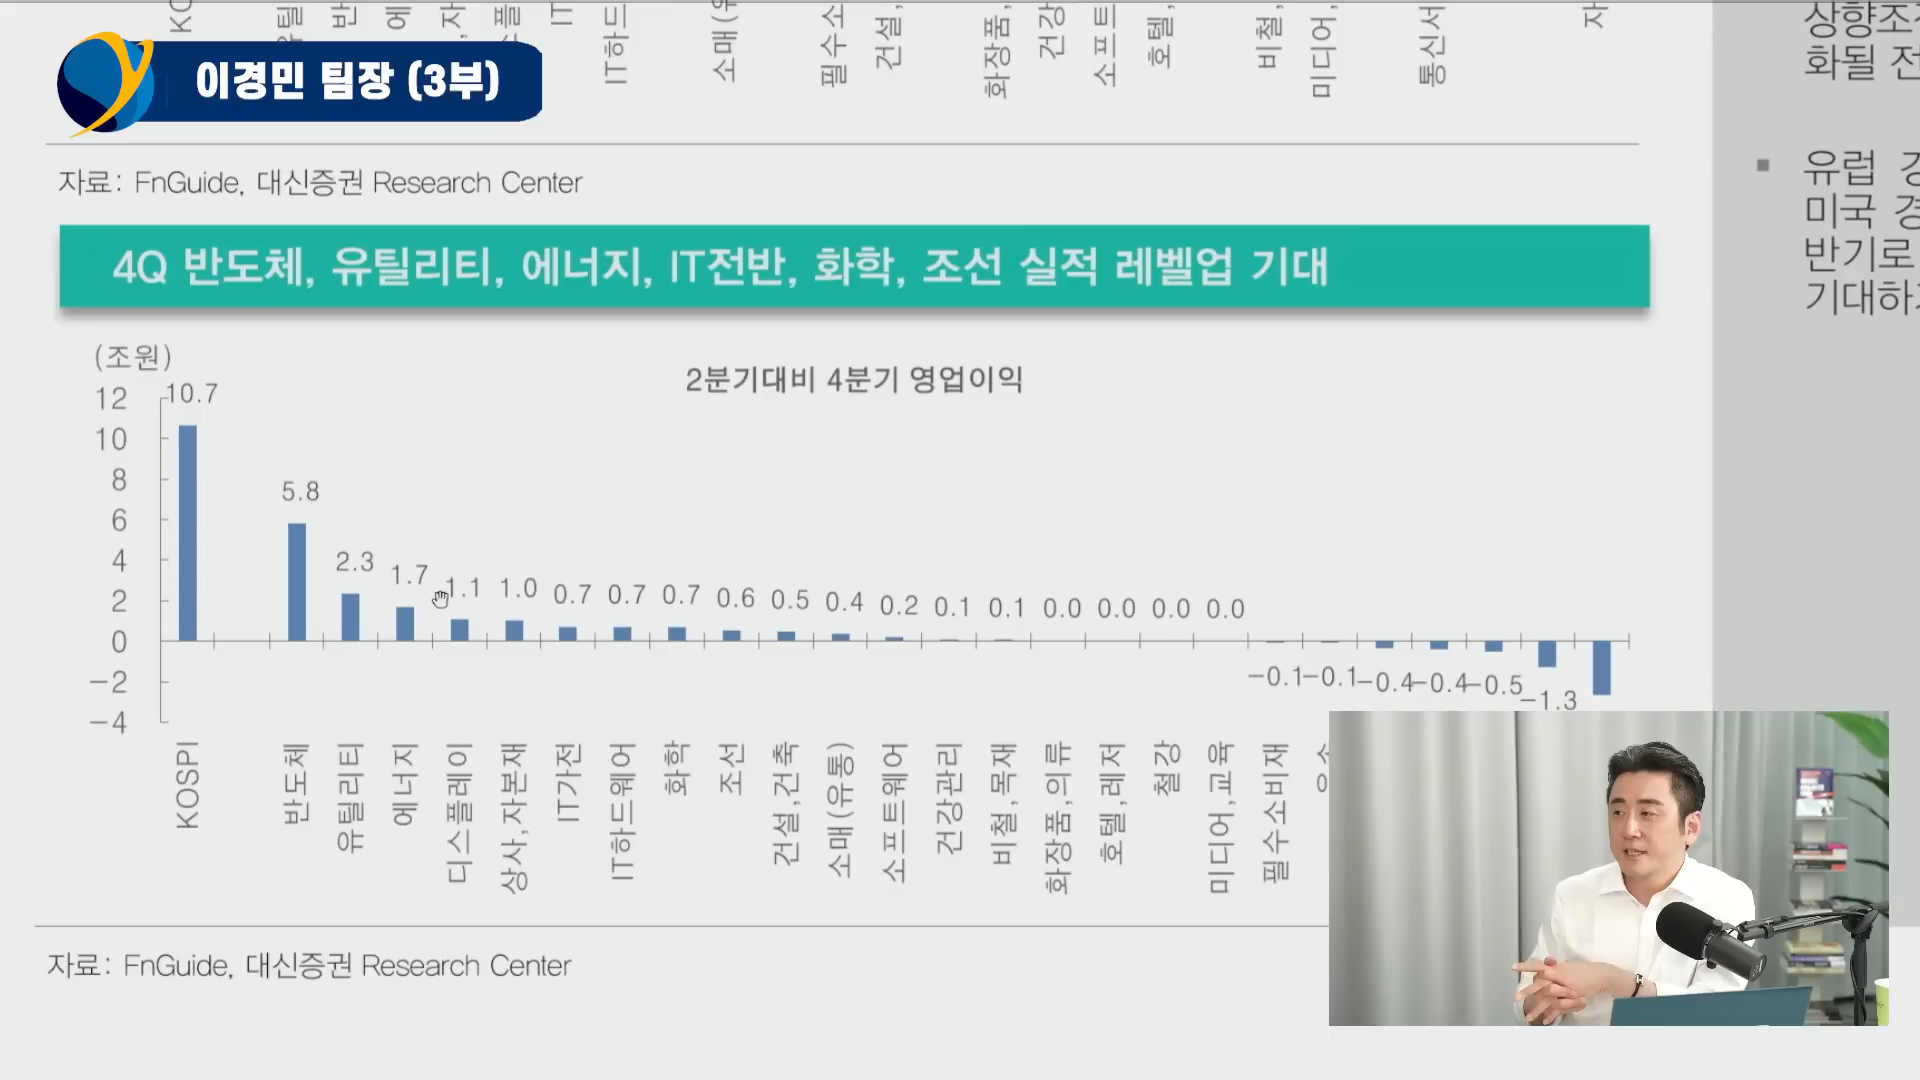 이경민 팀장 (3부)
상향조
화될 전
자료: FnGuide, 대신증권 Research Center
유럽
미국
반기로
기대하
4Q 반도체, 유틸리티, 에너지, IT전반, 화학, 조선 실적 레벨업 기대
(조원)
2분기대비 4분기 영업이익
12
10
8
6
4
2
0
−2
−4
10.7
5.8
2.3
1.7
1.1
1.0
0.7
0.7
0.7
0.6
0.5
0.4
0.2
0.1
0.1
0.0
0.0
0.0
0.0
−0.1
−0.1
−0.4
−0.4
−0.5
−1.3
KOSPI
반도체
유틸리티
에너지
디스플레이
상사,자본재
IT가전
IT하드웨어
화학
조선
건설,건축
소매(유통)
소프트웨어
건강관리
비철,목재
화장품,의류
호텔,레저
철강
미디어,교육
필수소비재
자료: FnGuide, 대신증권 Research Center